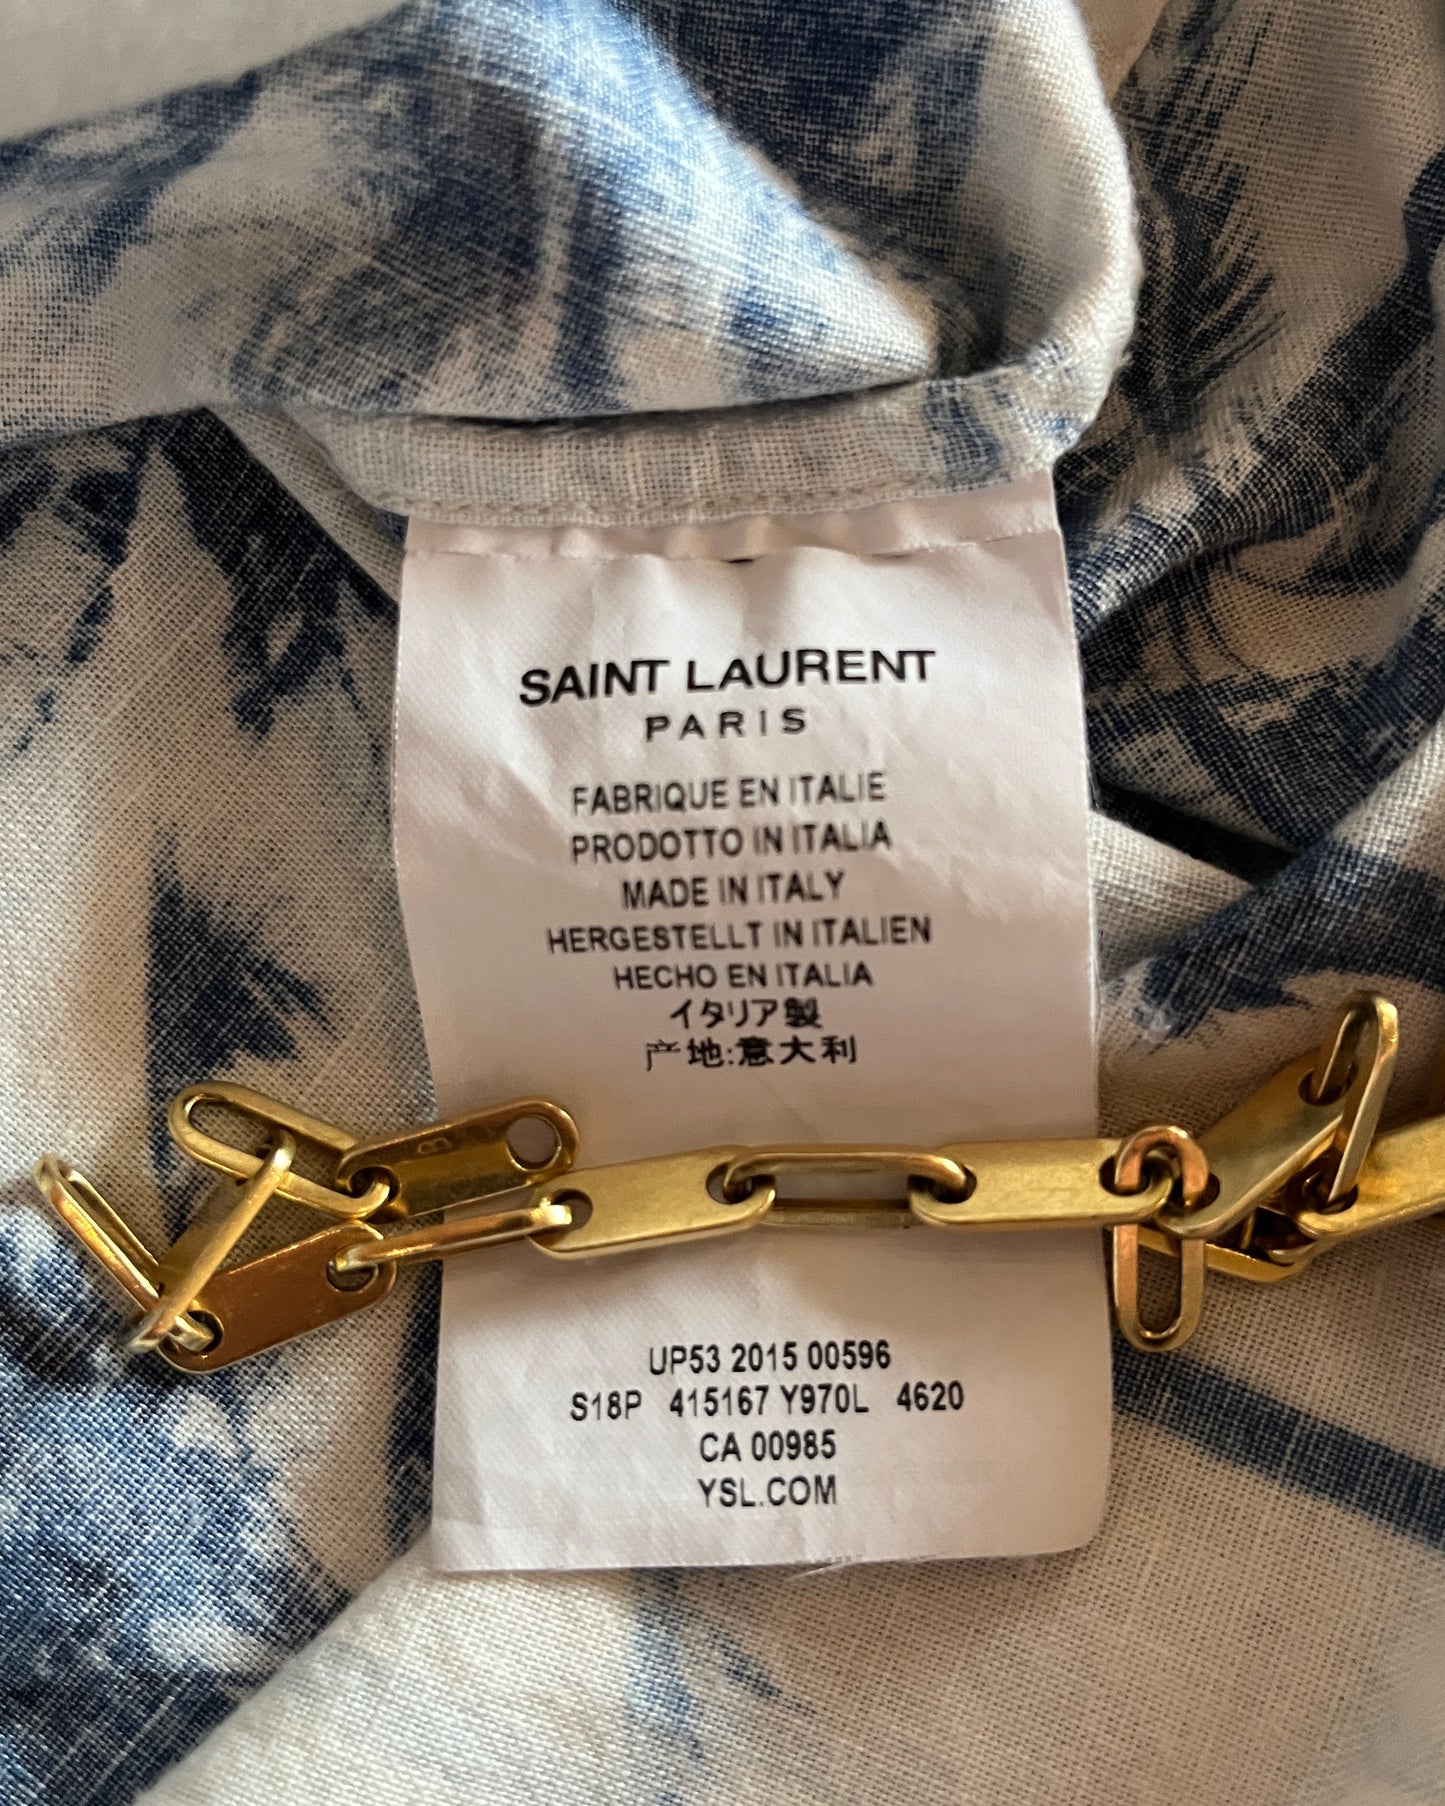 SAINT LAURENT
PARIS
FABRIQUE EN ITALIE
PRODOTTO IN ITALIA
MADE IN ITALY
HERGESTELLT IN ITALIEN
HECHO EN ITALIA
イタリア製
产地:意大利
UP53 2015 00596
S18P 415167 Y970L 4620
CA 00985
YSL.COM